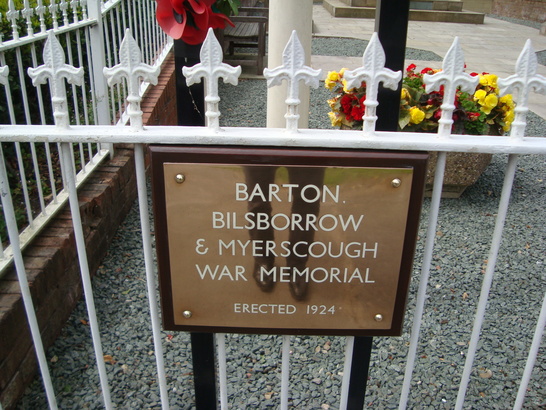 BARTON.
BILSBORROW
& MYERSCOUGH
WAR MEMORIAL
ERECTED 1924